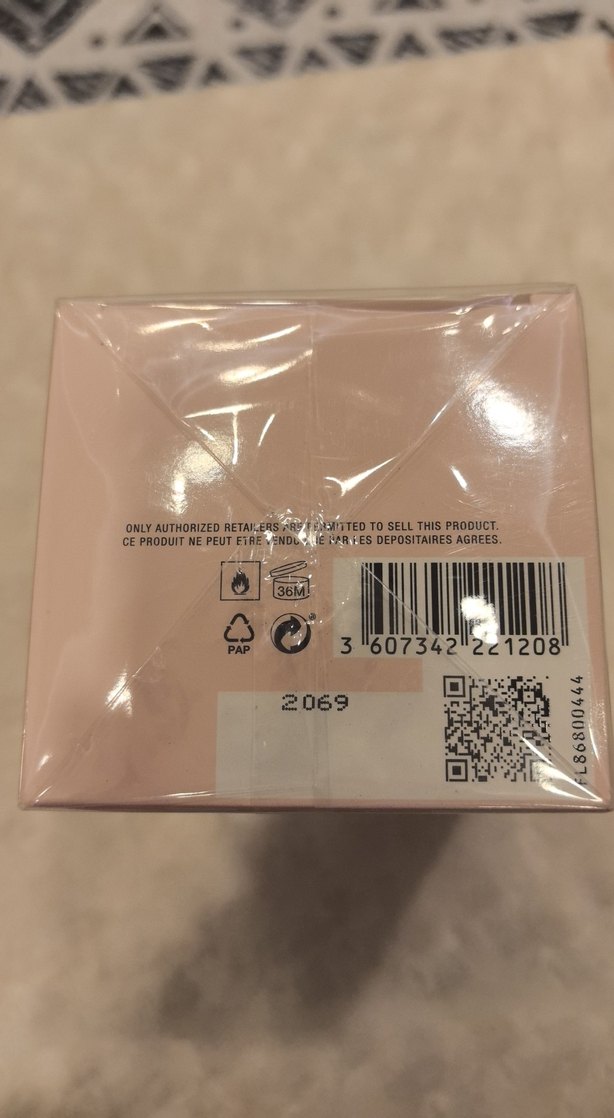 ONLY AUTHORIZED RETAILERS ARE PERMITTED TO SELL THIS PRODUCT.
CE PRODUIT NE PEUT ETRE VENDU QUE PAR LES DEPOSITAIRES AGREES.
36M
PAP
3 607342 221208
2069
FL86800444